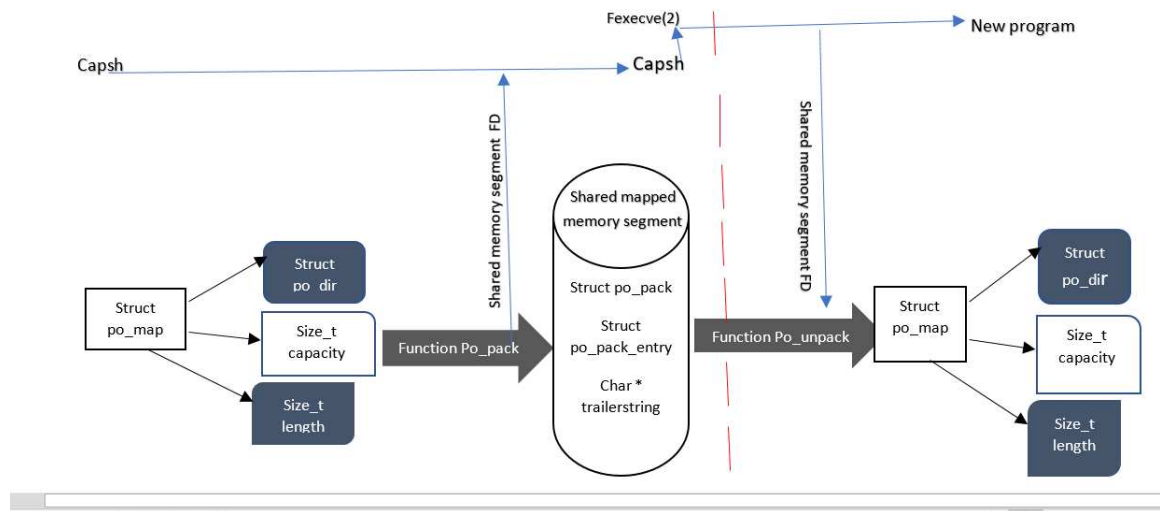 Fexecve(2)
New program
Capsh
Capsh
Shared memory segment FD
Shared memory segment FD
Shared mapped
memory segment
Struct
po_dir
Struct
po_map
Size_t
capacity
Size_t
length
Function Po_pack
Struct po_pack
Struct
po_pack_entry
Char *
trailerstring
Function Po_unpack
Struct
po_map
Struct
po_dir
Size_t
capacity
Size_t
length